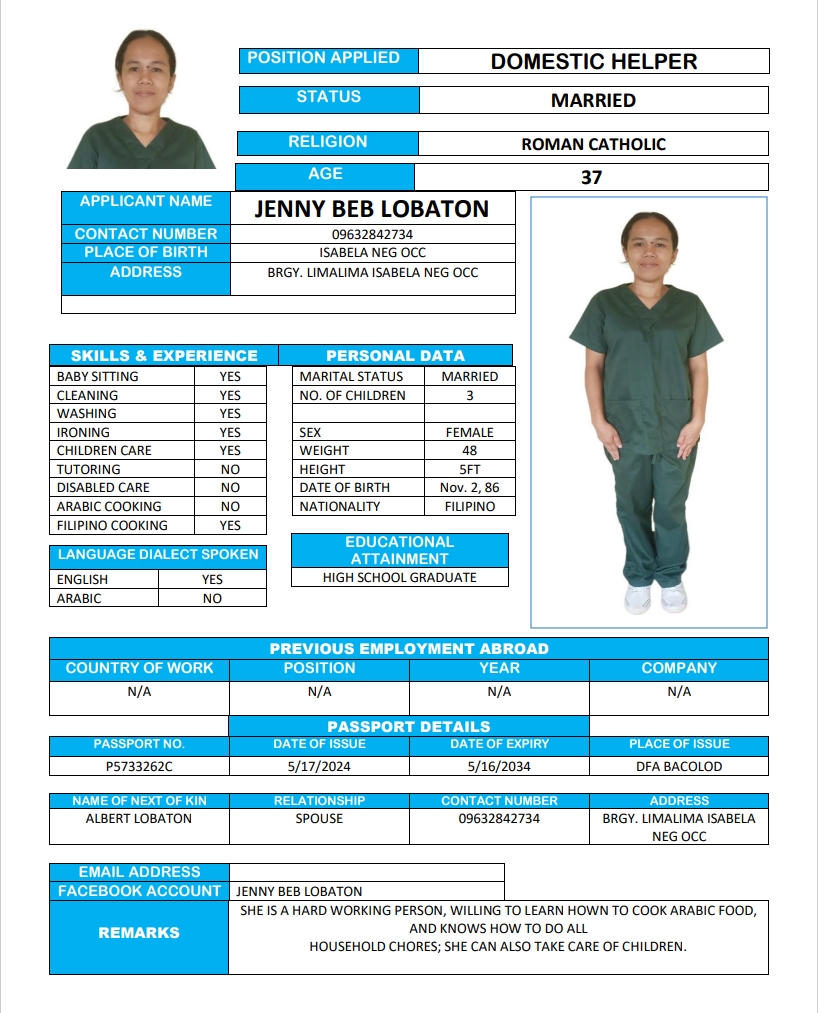 POSITION APPLIED DOMESTIC HELPER
STATUS MARRIED
RELIGION ROMAN CATHOLIC
AGE 37
APPLICANT NAME JENNY BEB LOBATON
CONTACT NUMBER 09632842734
PLACE OF BIRTH ISABELA NEG OCC
ADDRESS BRGY. LIMALIMA ISABELA NEG OCC
SKILLS & EXPERIENCE
BABY SITTING YES
CLEANING YES
WASHING YES
IRONING YES
CHILDREN CARE YES
TUTORING NO
DISABLED CARE NO
ARABIC COOKING NO
FILIPINO COOKING YES
LANGUAGE DIALECT SPOKEN
ENGLISH YES
ARABIC NO
PERSONAL DATA
MARITAL STATUS MARRIED
NO. OF CHILDREN 3
SEX FEMALE
WEIGHT 48
HEIGHT 5FT
DATE OF BIRTH Nov. 2, 86
NATIONALITY FILIPINO
EDUCATIONAL
ATTAINMENT
HIGH SCHOOL GRADUATE
PREVIOUS EMPLOYMENT ABROAD
COUNTRY OF WORK POSITION YEAR COMPANY
N/A N/A N/A N/A
PASSPORT DETAILS
PASSPORT NO. DATE OF ISSUE DATE OF EXPIRY PLACE OF ISSUE
P5733262C 5/17/2024 5/16/2034 DFA BACOLOD
NAME OF NEXT OF KIN RELATIONSHIP CONTACT NUMBER ADDRESS
ALBERT LOBATON SPOUSE 09632842734 BRGY. LIMALIMA ISABELA
NEG OCC
EMAIL ADDRESS
FACEBOOK ACCOUNT JENNY BEB LOBATON
REMARKS
SHE IS A HARD WORKING PERSON, WILLING TO LEARN HOWN TO COOK ARABIC FOOD,
AND KNOWS HOW TO DO ALL
HOUSEHOLD CHORES; SHE CAN ALSO TAKE CARE OF CHILDREN.